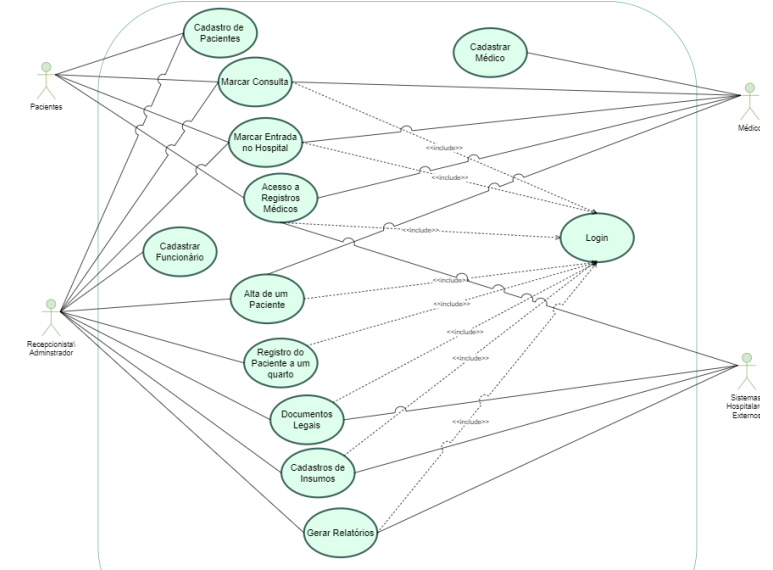 Cadastro de
Pacientes
Cadastrar
Médico
Marcar Consulta
Pacientes
Médico
Marcar Entrada
no Hospital
<<include>>
<<include>>
Acesso a
Registros
Médicos
<<include>>
Login
Cadastrar
Funcionário
<<include>>
Alta de um
Paciente
<<include>>
<<include>>
Recepcionista\
Adminstrador
Registro do
Paciente a um
quarto
<<include>>
Sistemas
Hospitalare
Externos
Documentos
Legais
<<include>>
Cadastros de
Insumos
Gerar Relatórios